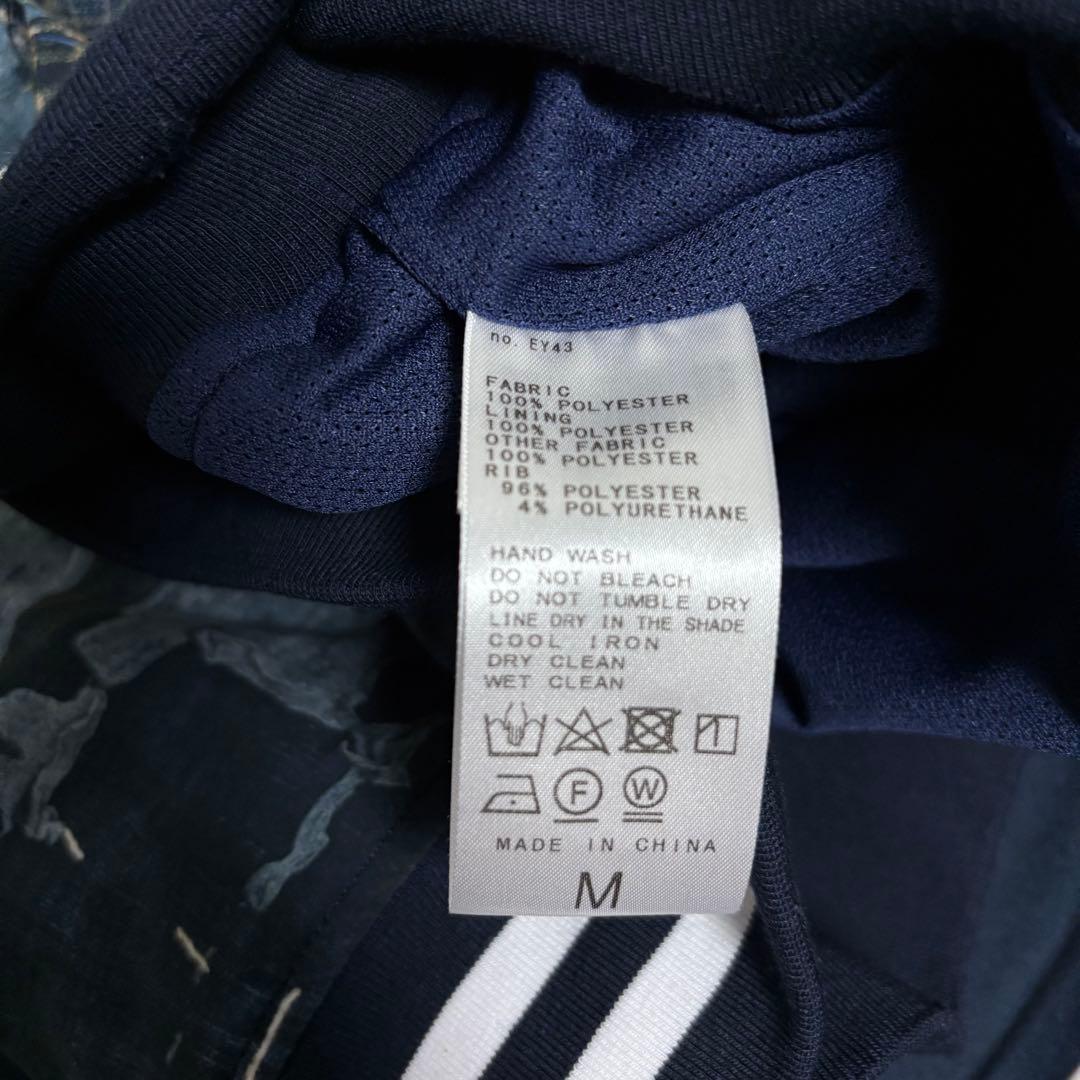 no. EY43
FABRIC
100% POLYESTER
LINING
100% POLYESTER
OTHER FABRIC
100% POLYESTER
RIB
96% POLYESTER
4% POLYURETHANE
HAND WASH
DO NOT BLEACH
DO NOT TUMBLE DRY
LINE DRY IN THE SHADE
COOL IRON
DRY CLEAN
WET CLEAN
F W
MADE IN CHINA
M